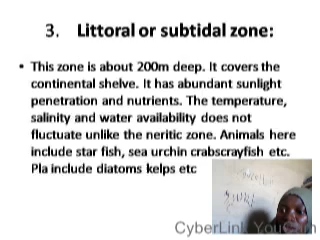 3. Littoral or subtidal zone:
• This zone is about 200m deep. It covers the
continental shelve. It has abundant sunlight
penetration and nutrients. The temperature,
salinity and water availability does not
fluctuate unlike the neritic zone. Animals here
include star fish, sea urchin crabscrayfish etc.
Pla include diatoms kelps etc
CyberLink YouCam